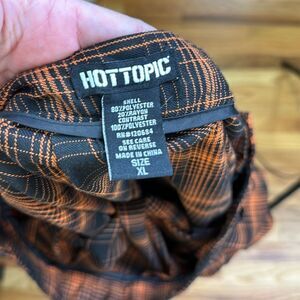 HOTTOPIC
SHELL
80%POLYESTER
20%RAYON
CONTRAST
100%POLYESTER
RN#120684
SEE CARE
ON REVERSE
MADE IN CHINA
SIZE
XL